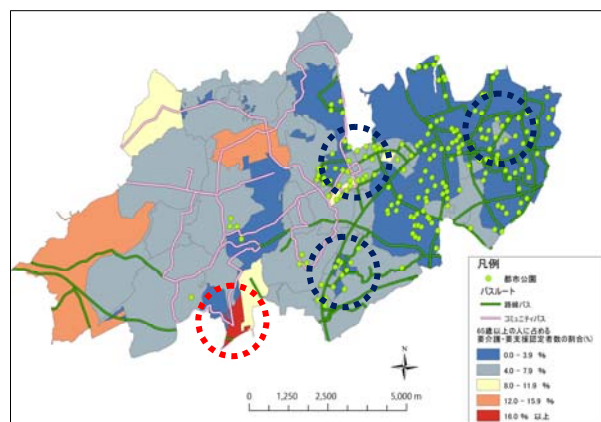 凡例
都市公園
バスルート
路線バス
コミュニティバス
65歳以上の人に占める
要介護・要支援認定者数の割合(%)
0.0 - 3.9 %
4.0 - 7.9 %
8.0 - 11.9 %
12.0 - 15.9 %
16.0 % 以上
N
0 1,250 2,500 5,000 m